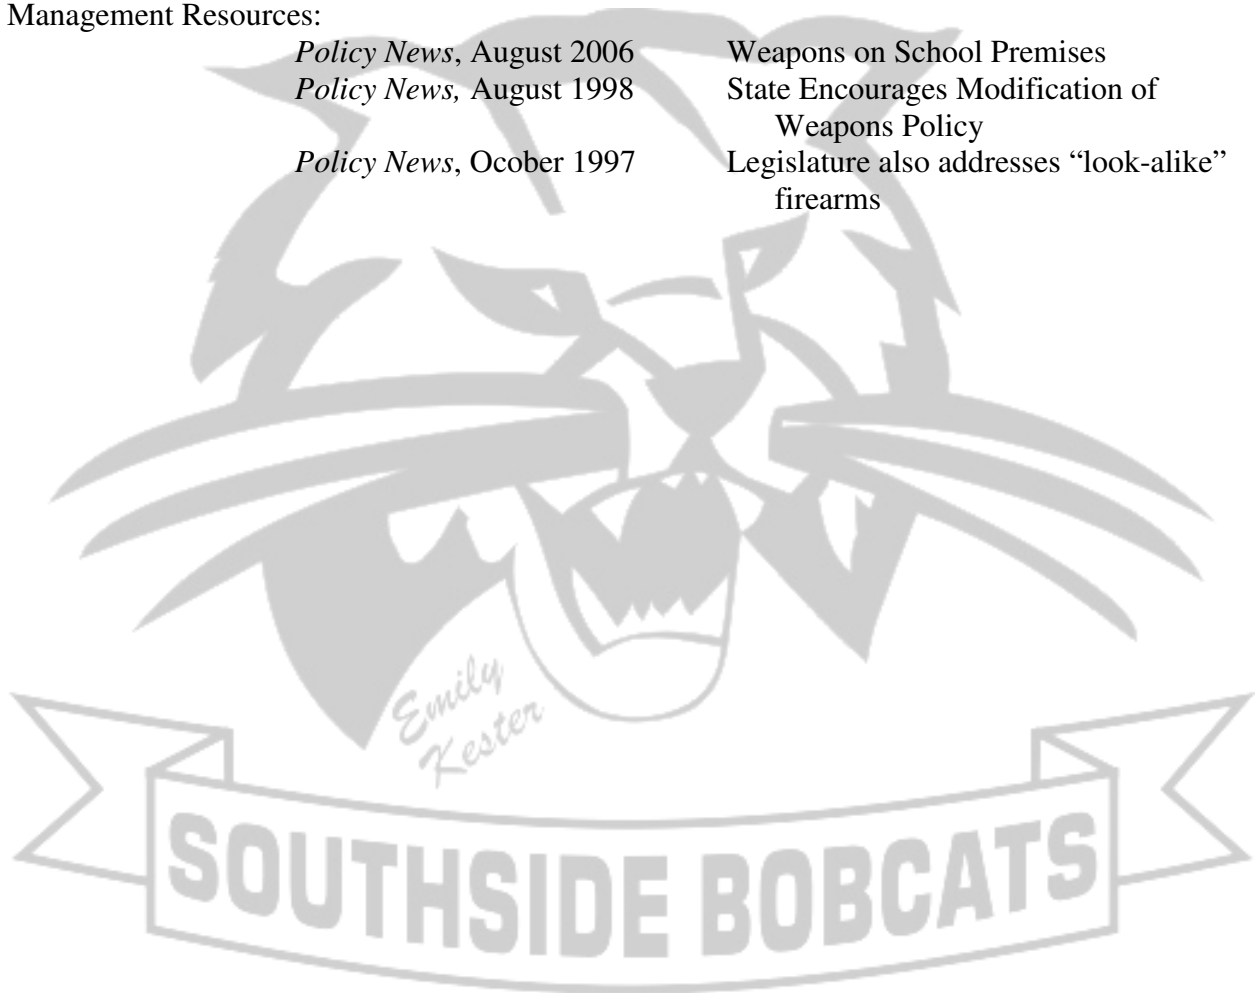 Management Resources:
Policy News, August 2006 Weapons on School Premises
Policy News, August 1998 State Encourages Modification of
Weapons Policy
Policy News, Ocober 1997 Legislature also addresses “look-alike”
firearms
Emily
Kester
SOUTHSIDE BOBCATS